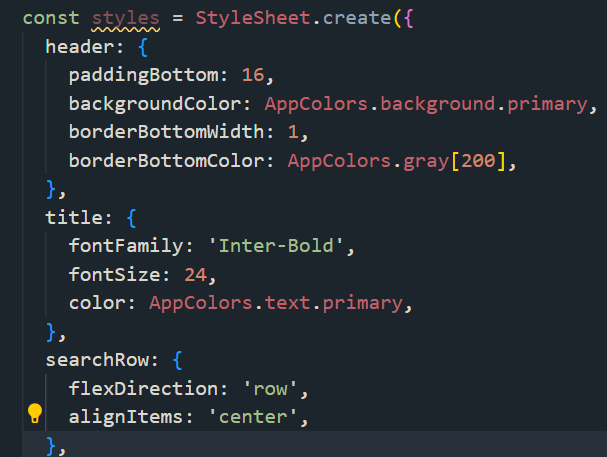 const styles = StyleSheet.create({
  header: {
    paddingBottom: 16,
    backgroundColor: AppColors.background.primary,
    borderBottomWidth: 1,
    borderBottomColor: AppColors.gray[200],
  },
  title: {
    fontFamily: 'Inter-Bold',
    fontSize: 24,
    color: AppColors.text.primary,
  },
  searchRow: {
    flexDirection: 'row',
    alignItems: 'center',
  },